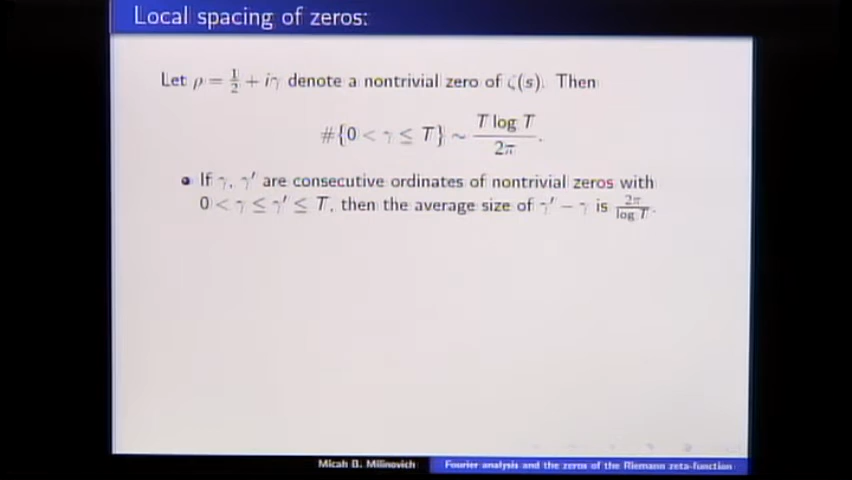 Local spacing of zeros:
Let ρ = 1/2 + iγ denote a nontrivial zero of ζ(s). Then
#{0 < γ ≤ T} ~ T log T / 2π.
• If γ, γ′ are consecutive ordinates of nontrivial zeros with
0 < γ ≤ γ′ ≤ T, then the average size of γ′ − γ is 2π / log T.
Micah B. Milinovich Fourier analysis and the zeros of the Riemann zeta-function